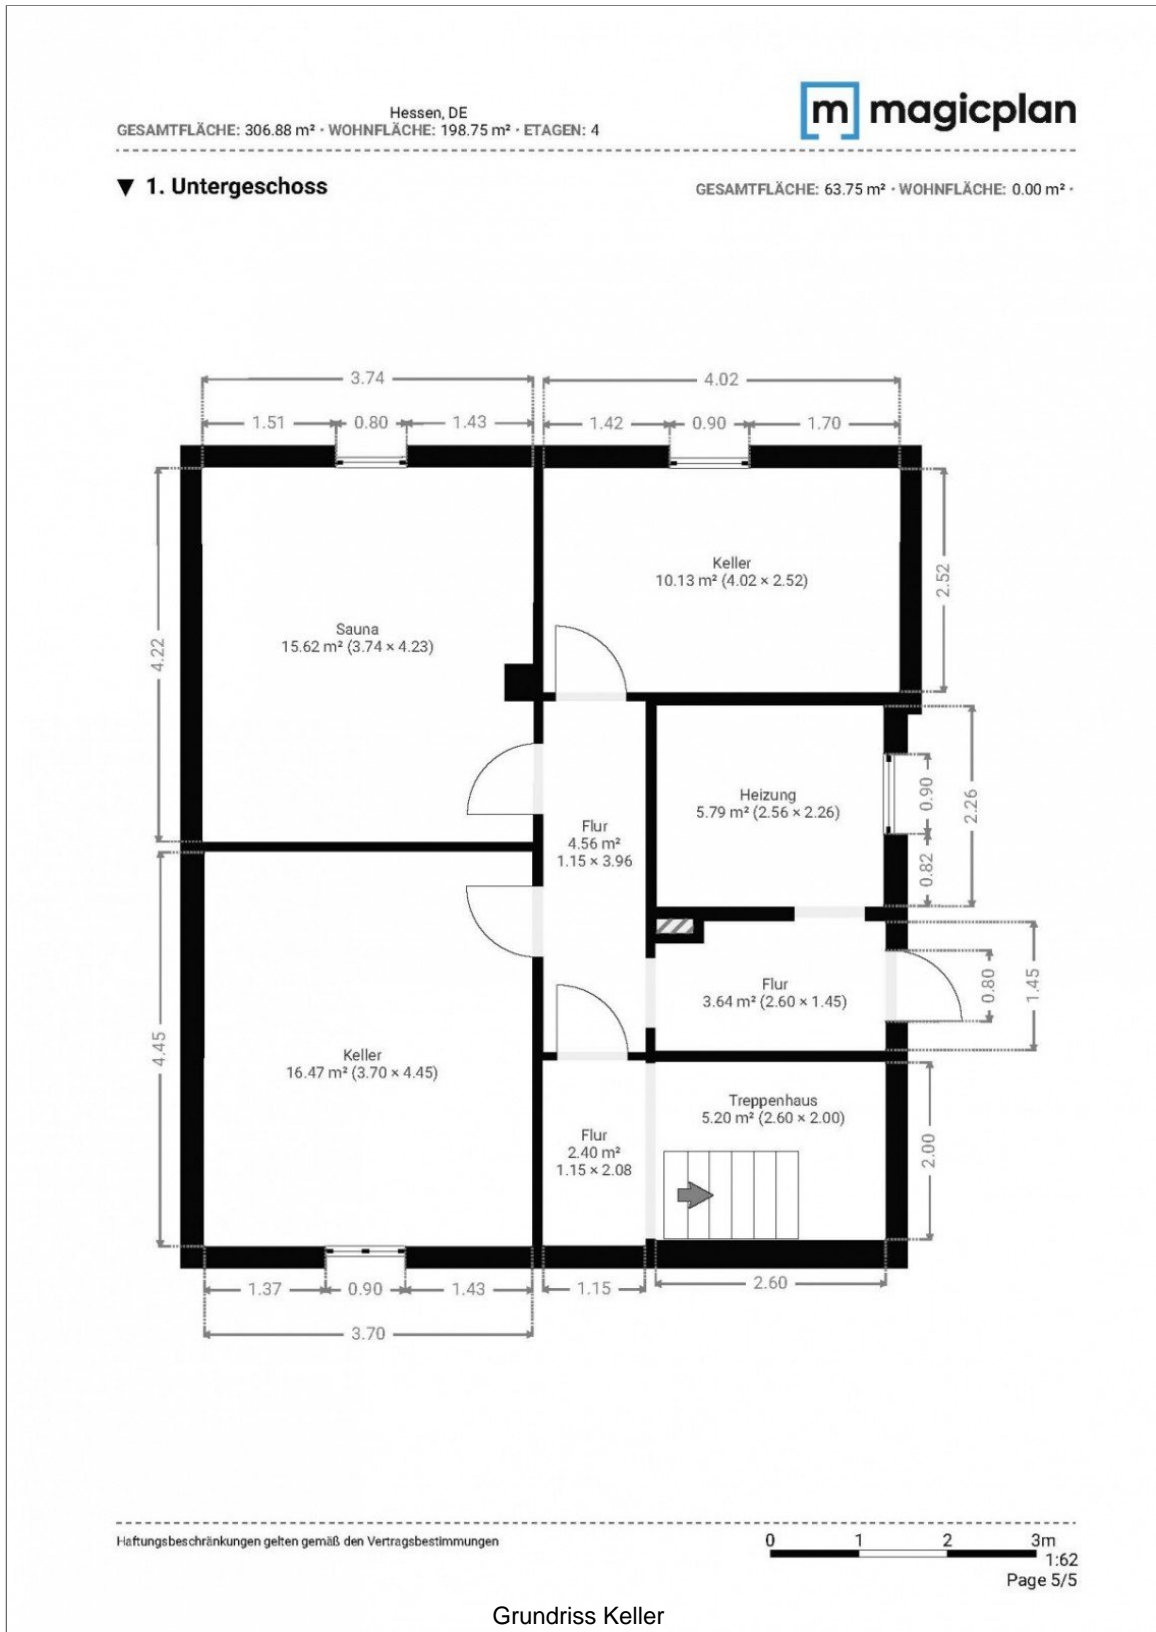 Hessen, DE
GESAMTFLÄCHE: 306.88 m² · WOHNFLÄCHE: 198.75 m² · ETAGEN: 4
m magicplan
▼ 1. Untergeschoss
GESAMTFLÄCHE: 63.75 m² · WOHNFLÄCHE: 0.00 m² ·
3.74
4.02
1.51
0.80
1.43
1.42
0.90
1.70
Keller
10.13 m² (4.02 × 2.52)
2.52
Sauna
15.62 m² (3.74 × 4.23)
4.22
Heizung
5.79 m² (2.56 × 2.26)
0.90
2.26
Flur
4.56 m²
1.15 × 3.96
0.82
Flur
3.64 m² (2.60 × 1.45)
0.80
1.45
4.45
Keller
16.47 m² (3.70 × 4.45)
Treppenhaus
5.20 m² (2.60 × 2.00)
Flur
2.40 m²
1.15 × 2.08
2.00
1.37
0.90
1.43
1.15
2.60
3.70
Haftungsbeschränkungen gelten gemäß den Vertragsbestimmungen
0 1 2 3m
1:62
Page 5/5
Grundriss Keller